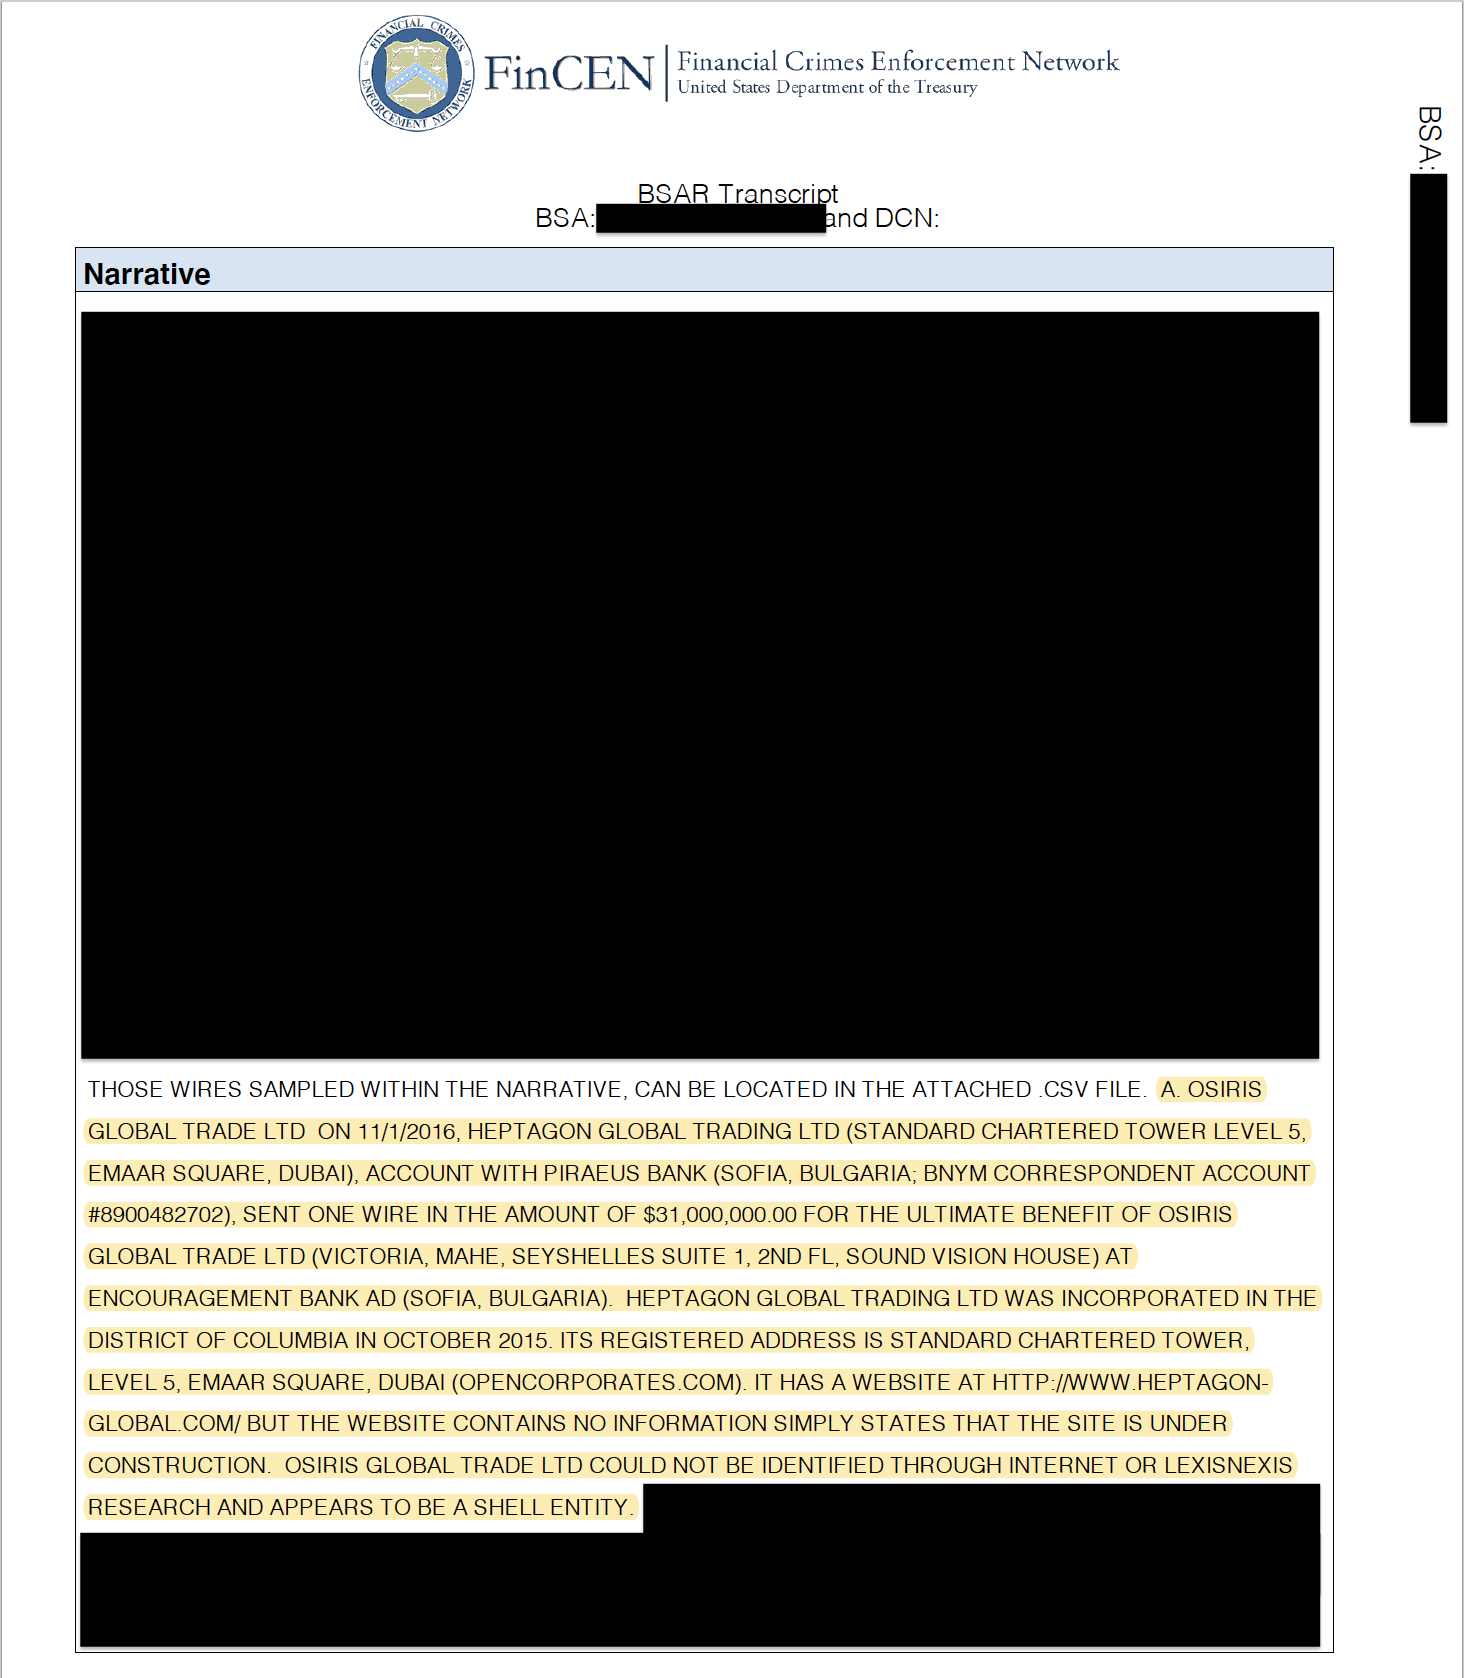 FINANCIAL CRIMES
ENFORCEMENT NETWORK
FinCEN
Financial Crimes Enforcement Network
United States Department of the Treasury
BSA:
BSAR Transcript
BSA: and DCN:
Narrative
THOSE WIRES SAMPLED WITHIN THE NARRATIVE, CAN BE LOCATED IN THE ATTACHED .CSV FILE. A. OSIRIS
GLOBAL TRADE LTD ON 11/1/2016, HEPTAGON GLOBAL TRADING LTD (STANDARD CHARTERED TOWER LEVEL 5,
EMAAR SQUARE, DUBAI), ACCOUNT WITH PIRAEUS BANK (SOFIA, BULGARIA; BNYM CORRESPONDENT ACCOUNT
#8900482702), SENT ONE WIRE IN THE AMOUNT OF $31,000,000.00 FOR THE ULTIMATE BENEFIT OF OSIRIS
GLOBAL TRADE LTD (VICTORIA, MAHE, SEYSHELLES SUITE 1, 2ND FL, SOUND VISION HOUSE) AT
ENCOURAGEMENT BANK AD (SOFIA, BULGARIA). HEPTAGON GLOBAL TRADING LTD WAS INCORPORATED IN THE
DISTRICT OF COLUMBIA IN OCTOBER 2015. ITS REGISTERED ADDRESS IS STANDARD CHARTERED TOWER,
LEVEL 5, EMAAR SQUARE, DUBAI (OPENCORPORATES.COM). IT HAS A WEBSITE AT HTTP://WWW.HEPTAGON-
GLOBAL.COM/ BUT THE WEBSITE CONTAINS NO INFORMATION SIMPLY STATES THAT THE SITE IS UNDER
CONSTRUCTION. OSIRIS GLOBAL TRADE LTD COULD NOT BE IDENTIFIED THROUGH INTERNET OR LEXISNEXIS
RESEARCH AND APPEARS TO BE A SHELL ENTITY.